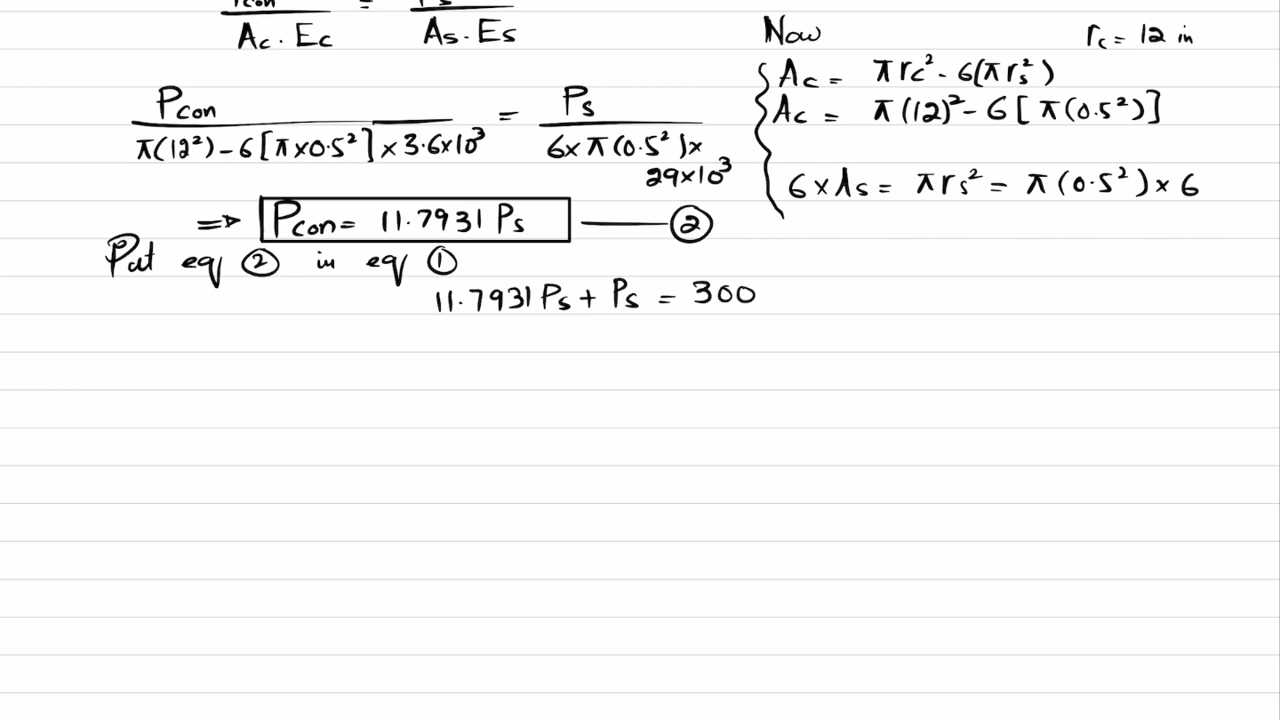 Pcon / Ac. Ec = Ps / As. Es
Pcon / π(12²) - 6[π×0.5²] × 3.6×10³ = Ps / 6×π(0.5²)× 29×10³
⇒ Pcon = 11.7931 Ps —— ②
Put eq ② in eq ①
11.7931 Ps + Ps = 300
Now rc = 12 in
Ac = πrc² - 6(πrs²)
Ac = π(12)² - 6[π(0.5²)]
6×As = πrs² = π(0.5²)×6